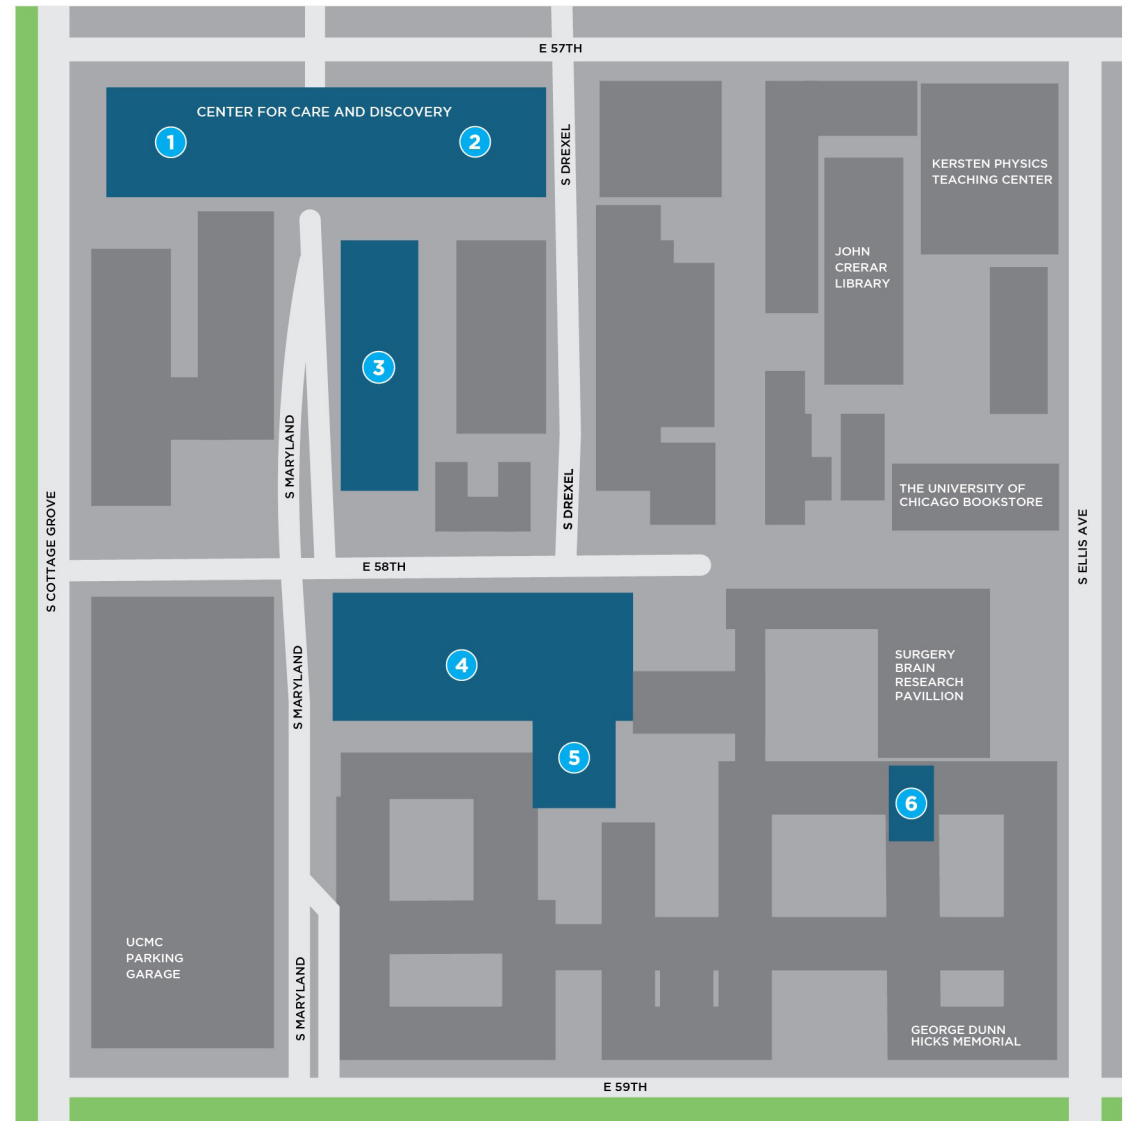 E 57TH
CENTER FOR CARE AND DISCOVERY
1
2
S DREXEL
KERSTEN PHYSICS
TEACHING CENTER
JOHN
CRERAR
LIBRARY
3
S MARYLAND
S DREXEL
THE UNIVERSITY OF
CHICAGO BOOKSTORE
S COTTAGE GROVE
S ELLIS AVE
E 58TH
4
SURGERY
BRAIN
RESEARCH
PAVILLION
S MARYLAND
5
6
UCMC
PARKING
GARAGE
S MARYLAND
GEORGE DUNN
HICKS MEMORIAL
E 59TH